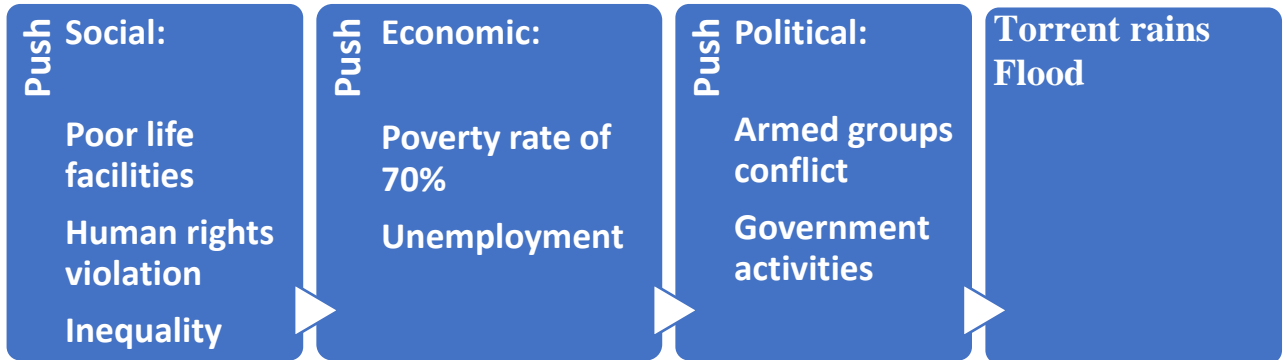 Push
Social:
Poor life
facilities
Human rights
violation
Inequality
Push
Economic:
Poverty rate of
70%
Unemployment
Push
Political:
Armed groups
conflict
Government
activities
Torrent rains
Flood